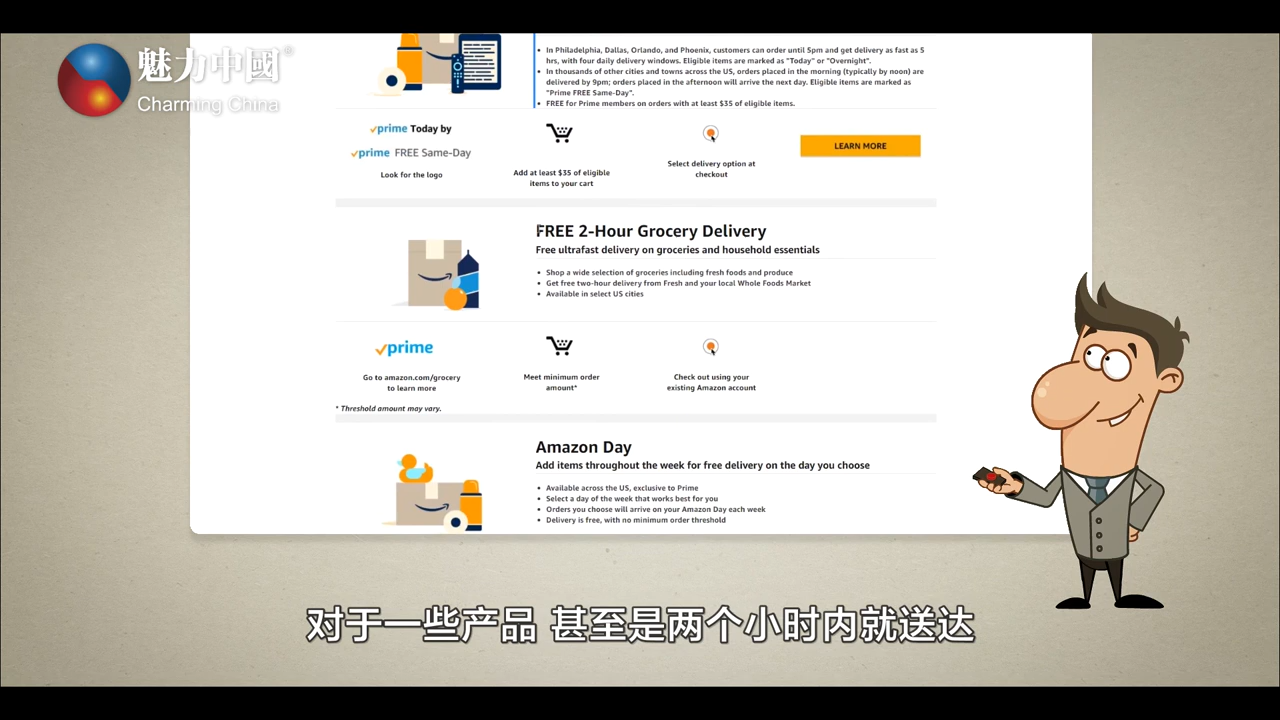 魅力中國®
Charming China
• In Philadelphia, Dallas, Orlando, and Phoenix, customers can order until 5pm and get delivery as fast as 5
hrs, with four daily delivery windows. Eligible items are marked as "Today" or "Overnight".
• In thousands of other cities and towns across the US, orders placed in the morning (typically by noon) are
delivered by 9pm; orders placed in the afternoon will arrive the next day. Eligible items are marked as
"Prime FREE Same-Day".
• FREE for Prime members on orders with at least $35 of eligible items.
prime Today by
prime FREE Same-Day
Look for the logo
Add at least $35 of eligible
items to your cart
Select delivery option at
checkout
LEARN MORE
FREE 2-Hour Grocery Delivery
Free ultrafast delivery on groceries and household essentials
• Shop a wide selection of groceries including fresh foods and produce
• Get free two-hour delivery from Fresh and your local Whole Foods Market
• Available in select US cities
prime
Go to amazon.com/grocery
to learn more
Meet minimum order
amount*
Check out using your
existing Amazon account
* Threshold amount may vary.
Amazon Day
Add items throughout the week for free delivery on the day you choose
• Available across the US, exclusive to Prime
• Select a day of the week that works best for you
• Orders you choose will arrive on your Amazon Day each week
• Delivery is free, with no minimum order threshold
对于一些产品 甚至是两个小时内就送达